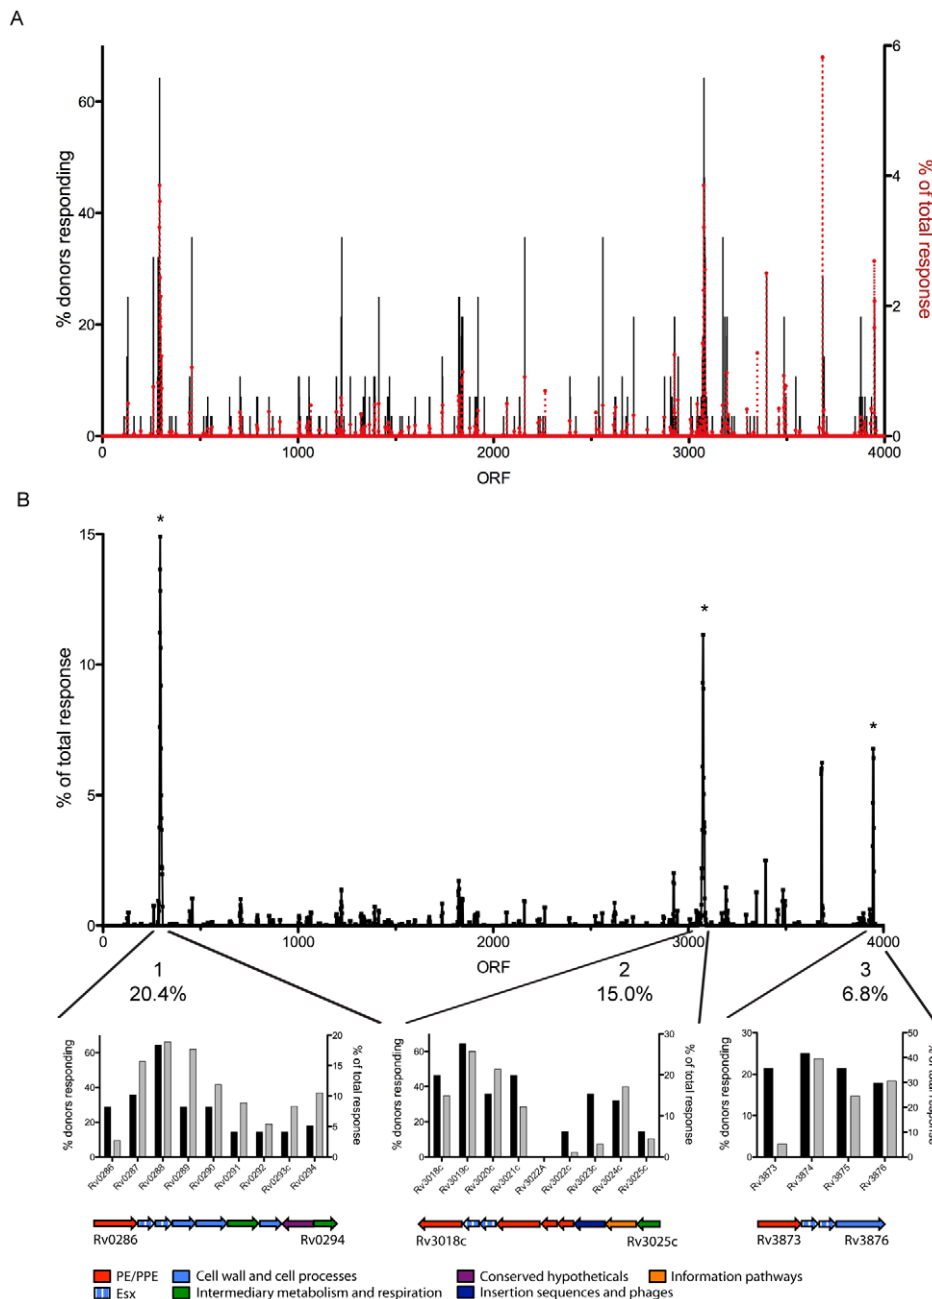 A
% donors responding
60
40
20
0
6
4
2
0
% of total response
0
1000
2000
3000
4000
ORF
B
% of total response
15
10
5
0
*
*
*
0
1000
2000
3000
4000
ORF
1
20.4%
2
15.0%
3
6.8%
% donors responding
60
40
20
0
20
15
10
5
0
% of total response
Rv0286
Rv0287
Rv0288
Rv0289
Rv0290
Rv0291
Rv0292
Rv0293c
Rv0294
% donors responding
60
40
20
0
30
20
10
0
% of total response
Rv3018c
Rv3019c
Rv3020c
Rv3021c
Rv3022A
Rv3022c
Rv3023c
Rv3024c
Rv3025c
% donors responding
30
20
10
0
50
40
30
20
10
0
% of total response
Rv3873
Rv3874
Rv3875
Rv3876
Rv0286 Rv0294
Rv3018c Rv3025c
Rv3873 Rv3876
PE/PPE Cell wall and cell processes Conserved hypotheticals Information pathways
Esx Intermediary metabolism and respiration Insertion sequences and phages